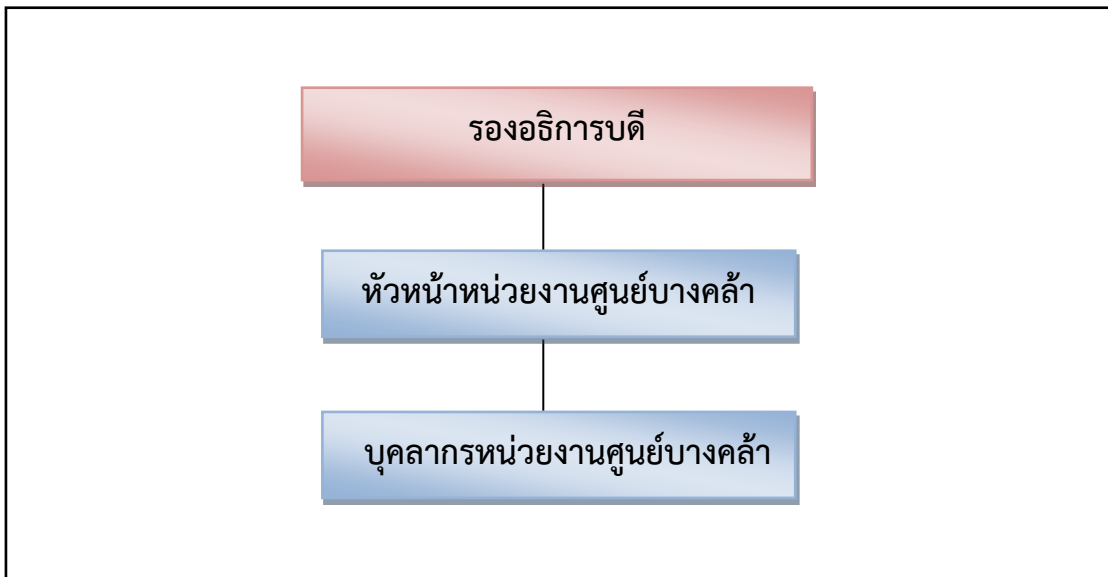 รองอธิการบดี
หัวหน้าหน่วยงานศูนย์บางคล้า
บุคลากรหน่วยงานศูนย์บางคล้า